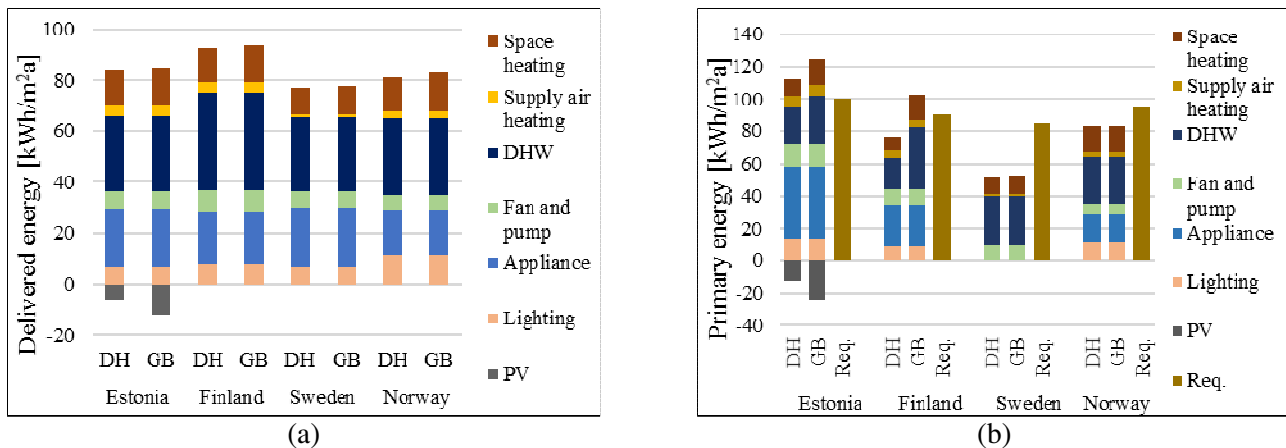 Delivered energy [kWh/m²a]
100
80
60
40
20
0
-20
DH GB DH GB DH GB DH GB
Estonia Finland Sweden Norway
Space
heating
Supply air
heating
DHW
Fan and
pump
Appliance
Lighting
PV
(a)
Primary energy [kWh/m²a]
140
120
100
80
60
40
20
0
-20
-40
DH GB Req. DH GB Req. DH GB Req. DH GB Req.
Estonia Finland Sweden Norway
Space
heating
Supply air
heating
DHW
Fan and
pump
Appliance
Lighting
PV
Req.
(b)